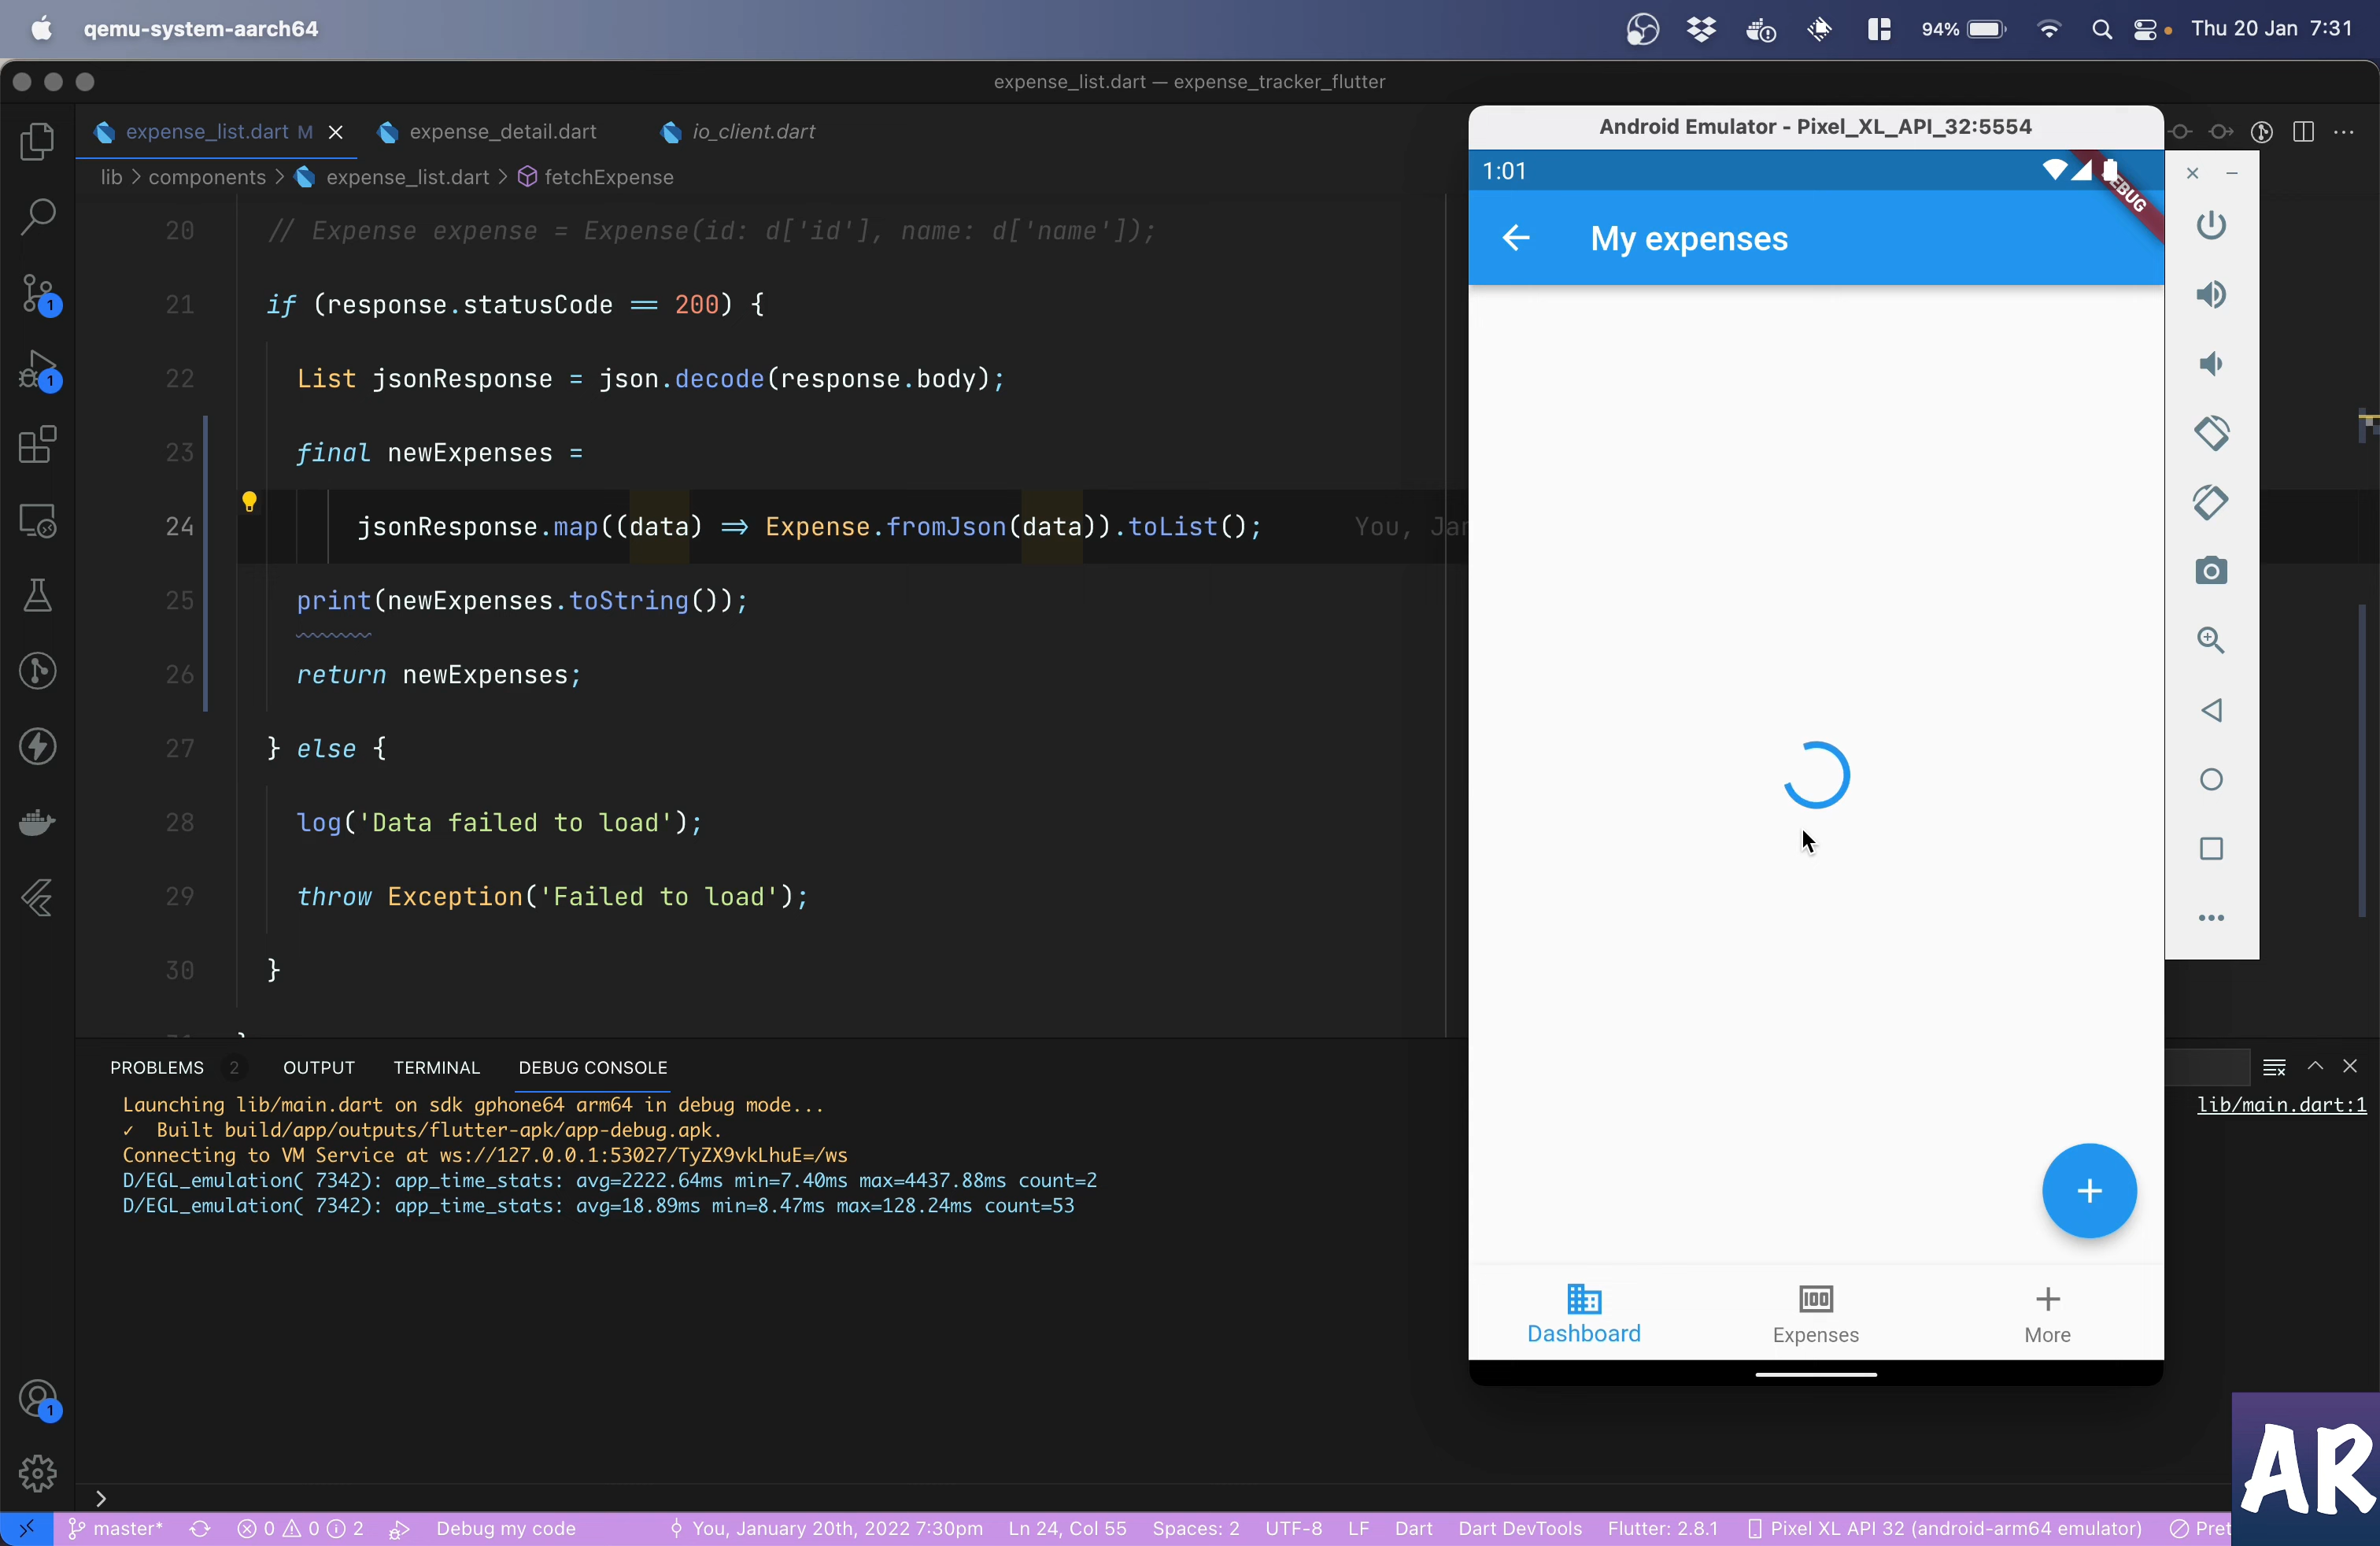 qemu-system-aarch64
94%
Thu 20 Jan 7:31
expense_list.dart — expense_tracker_flutter
expense_list.dart M
expense_detail.dart
io_client.dart
lib > components > expense_list.dart > fetchExpense
20 // Expense expense = Expense(id: d['id'], name: d['name']);
21 if (response.statusCode == 200) {
22 List jsonResponse = json.decode(response.body);
23 final newExpenses =
24 jsonResponse.map((data) => Expense.fromJson(data)).toList(); You,
25 print(newExpenses.toString());
26 return newExpenses;
27 } else {
28 log('Data failed to load');
29 throw Exception('Failed to load');
30 }
PROBLEMS 2 OUTPUT TERMINAL DEBUG CONSOLE
Launching lib/main.dart on sdk gphone64 arm64 in debug mode...
lib/main.dart:1
✓ Built build/app/outputs/flutter-apk/app-debug.apk.
Connecting to VM Service at ws://127.0.0.1:53027/TyZX9vkLhuE=/ws
D/EGL_emulation( 7342): app_time_stats: avg=2222.64ms min=7.40ms max=4437.88ms count=2
D/EGL_emulation( 7342): app_time_stats: avg=18.89ms min=8.47ms max=128.24ms count=53
>
1
1
1
Android Emulator - Pixel_XL_API_32:5554
1:01
My expenses
Dashboard
Expenses
More
AR
master* 0 0 2 Debug my code You, January 20th, 2022 7:30pm Ln 24, Col 55 Spaces: 2 UTF-8 LF Dart Dart DevTools Flutter: 2.8.1 Pixel XL API 32 (android-arm64 emulator)